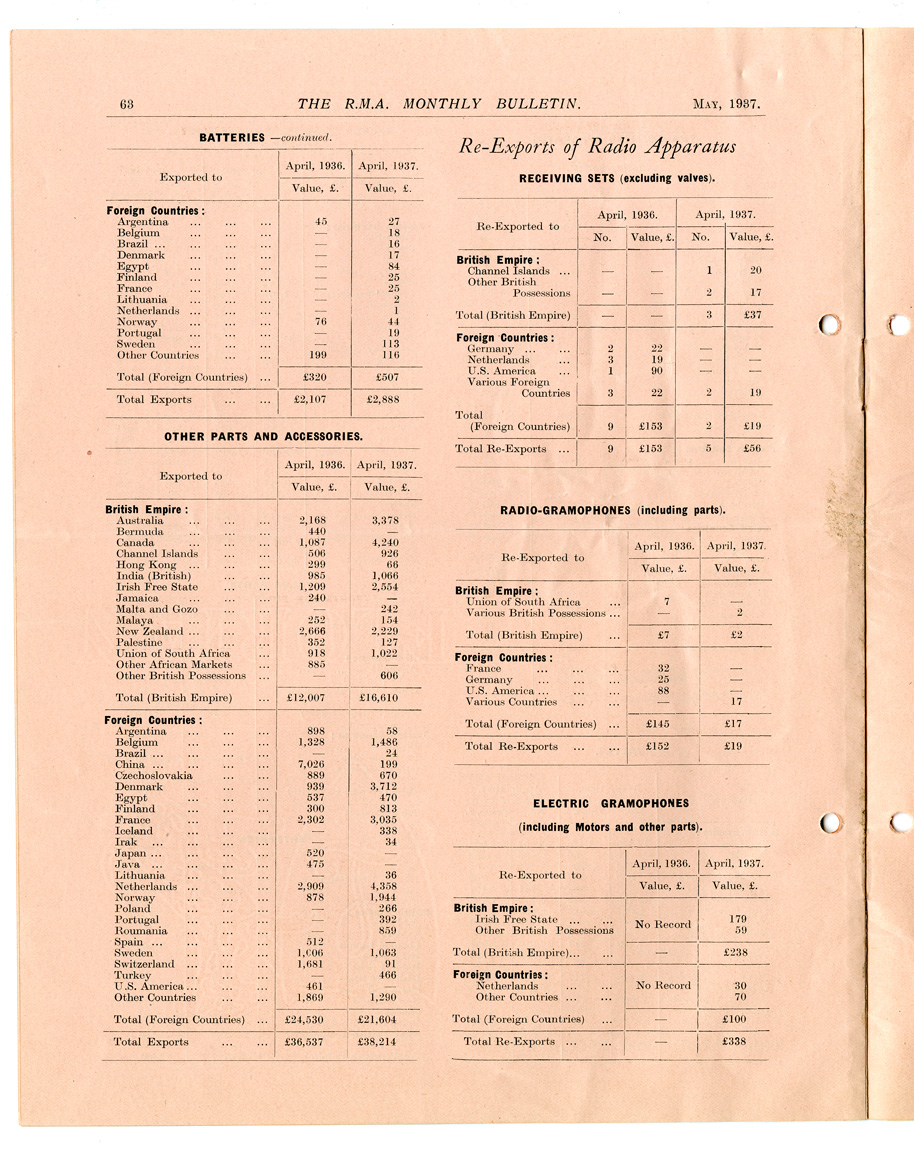 63 THE R.M.A. MONTHLY BULLETIN. MAY, 1937.
BATTERIES —continued.
Exported to April, 1936. April, 1937.
Value, £. Value, £.
Foreign Countries :
Argentina ... ... ... 45 27
Belgium ... ... ... — 18
Brazil ... ... ... ... — 16
Denmark ... ... ... — 17
Egypt ... ... ... — 84
Finland ... ... ... — 25
France ... ... ... — 25
Lithuania ... ... ... — 2
Netherlands ... ... ... — 1
Norway ... ... ... 76 44
Portugal ... ... ... — 19
Sweden ... ... ... — 113
Other Countries ... ... 199 116
Total (Foreign Countries) ... £320 £507
Total Exports ... ... £2,107 £2,888
OTHER PARTS AND ACCESSORIES.
Exported to April, 1936. April, 1937.
Value, £. Value, £.
British Empire :
Australia ... ... ... 2,168 3,378
Bermuda ... ... ... 440
Canada ... ... ... 1,087 4,240
Channel Islands ... ... 506 926
Hong Kong ... ... ... 299 66
India (British) ... ... 985 1,066
Irish Free State ... ... 1,209 2,554
Jamaica ... ... ... 240 —
Malta and Gozo ... ... — 242
Malaya ... ... ... 252 154
New Zealand ... ... ... 2,666 2,229
Palestine ... ... ... 352 127
Union of South Africa ... 918 1,022
Other African Markets ... 885 —
Other British Possessions ... — 606
Total (British Empire) ... £12,007 £16,610
Foreign Countries :
Argentina ... ... ... 898 58
Belgium ... ... ... 1,328 1,486
Brazil ... ... ... ... — 24
China ... ... ... ... 7,026 199
Czechoslovakia ... ... 889 670
Denmark ... ... ... 939 3,712
Egypt ... ... ... 537 470
Finland ... ... ... 300 813
France ... ... ... 2,302 3,035
Iceland ... ... ... — 338
Irak ... ... ... ... — 34
Japan ... ... ... ... 520 —
Java ... ... ... ... 475 —
Lithuania ... ... ... — 36
Netherlands ... ... ... 2,909 4,358
Norway ... ... ... 878 1,944
Poland ... ... ... — 266
Portugal ... ... ... — 392
Roumania ... ... ... — 859
Spain ... ... ... ... 512 —
Sweden ... ... ... 1,606 1,063
Switzerland ... ... ... 1,681 91
Turkey ... ... ... — 466
U.S. America ... ... ... 461 —
Other Countries ... ... 1,869 1,290
Total (Foreign Countries) ... £24,530 £21,604
Total Exports ... ... £36,537 £38,214
Re-Exports of Radio Apparatus
RECEIVING SETS (excluding valves).
Re-Exported to April, 1936. April, 1937.
No. Value, £. No. Value, £.
British Empire :
Channel Islands ... — — 1 20
Other British
Possessions — — 2 17
Total (British Empire) — — 3 £37
Foreign Countries :
Germany ... ... 2 22 — —
Netherlands ... 3 19 — —
U.S. America ... 1 90 — —
Various Foreign
Countries 3 22 2 19
Total
(Foreign Countries) 9 £153 2 £19
Total Re-Exports ... 9 £153 5 £56
RADIO-GRAMOPHONES (including parts).
Re-Exported to April, 1936. April, 1937.
Value, £. Value, £.
British Empire :
Union of South Africa ... 7 —
Various British Possessions ... — 2
Total (British Empire) ... £7 £2
Foreign Countries :
France ... ... ... 32 —
Germany ... ... ... 25 —
U.S. America ... ... ... 88 —
Various Countries ... ... — 17
Total (Foreign Countries) ... £145 £17
Total Re-Exports ... ... £152 £19
ELECTRIC GRAMOPHONES
(including Motors and other parts).
Re-Exported to April, 1936. April, 1937.
Value, £. Value, £.
British Empire :
Irish Free State ... ... No Record 179
Other British Possessions 59
Total (British Empire)... ... — £238
Foreign Countries :
Netherlands ... ... No Record 30
Other Countries ... ... 70
Total (Foreign Countries) ... — £100
Total Re-Exports ... ... — £338